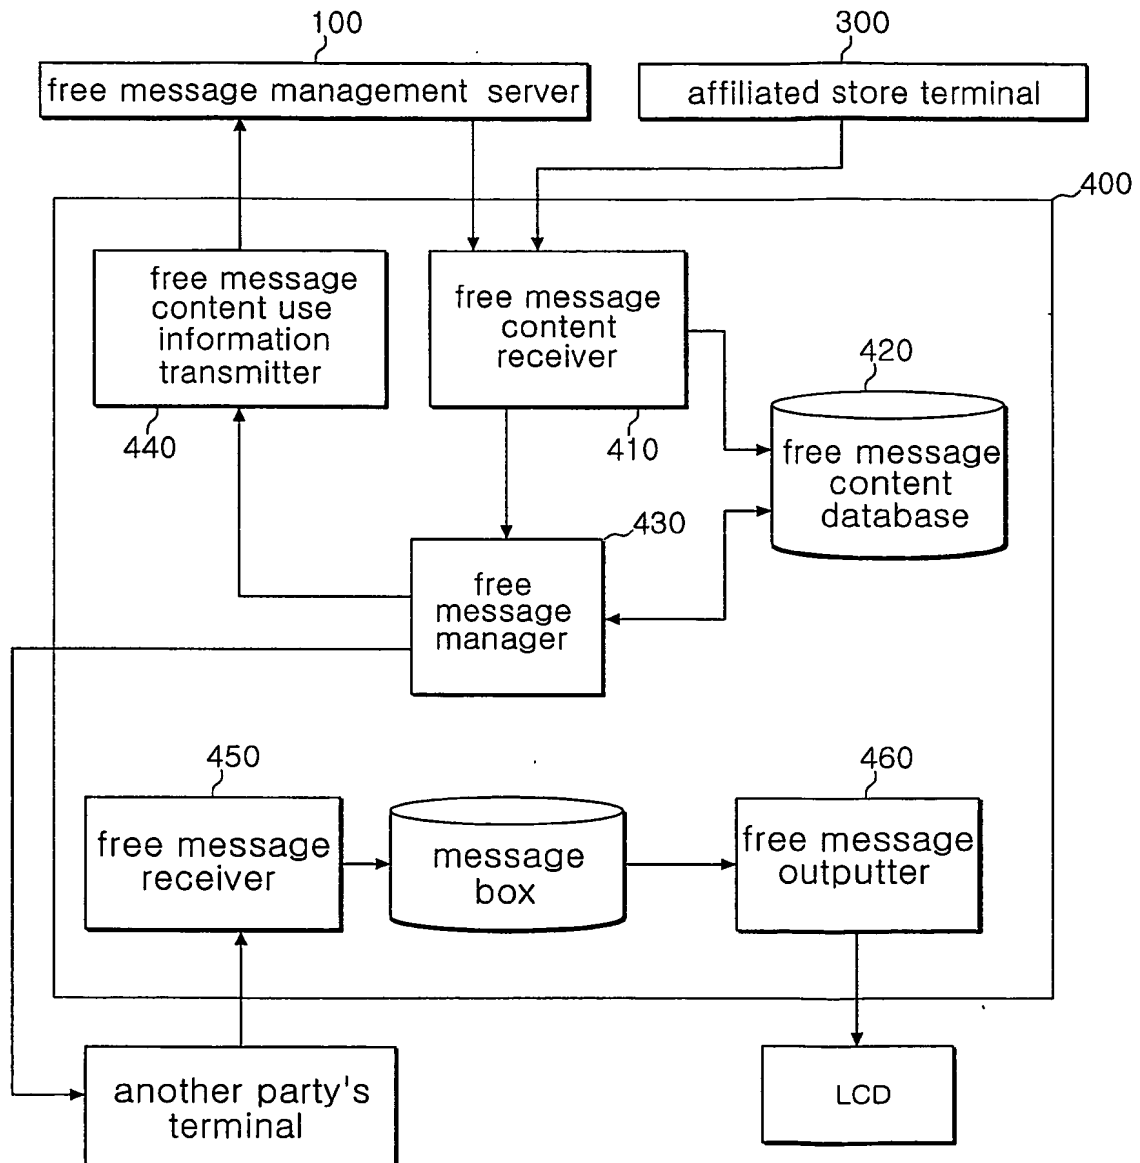 100
300
free message management server
affiliated store terminal
400
free message
content use
information
transmitter
440
free message
content
receiver
410
420
free message
content
database
430
free
message
manager
450
free message
receiver
message
box
460
free message
outputter
another party's
terminal
LCD